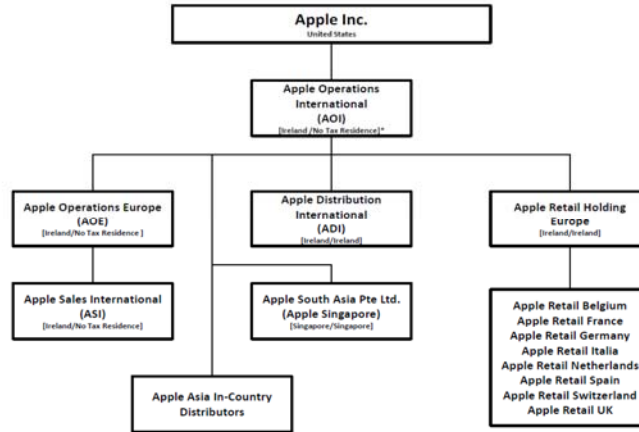 Apple Inc.
United States
Apple Operations
International
(AOI)
[Ireland /No Tax Residence]*
Apple Operations Europe
(AOE)
[Ireland/No Tax Residence ]
Apple Distribution
International
(ADI)
[Ireland/Ireland]
Apple Retail Holding
Europe
[Ireland/Ireland]
Apple Sales International
(ASI)
[Ireland/No Tax Residence]
Apple South Asia Pte Ltd.
(Apple Singapore)
[Singapore/Singapore]
Apple Retail Belgium
Apple Retail France
Apple Retail Germany
Apple Retail Italia
Apple Retail Netherlands
Apple Retail Spain
Apple Retail Switzerland
Apple Retail UK
Apple Asia In-Country
Distributors